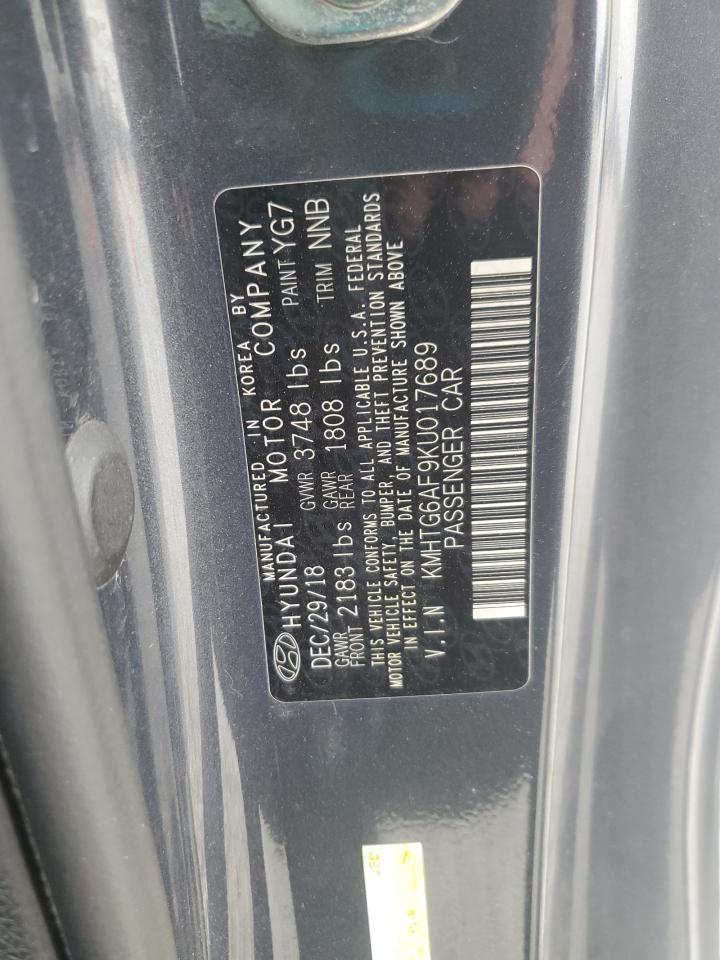 MANUFACTURED IN KOREA BY
HYUNDAI MOTOR COMPANY
DEC/29/18 GVWR 3748 lbs PAINT YG7
GAWR FRONT 2183 lbs GAWR REAR 1808 lbs TRIM NNB
THIS VEHICLE CONFORMS TO ALL APPLICABLE U.S.A. FEDERAL
MOTOR VEHICLE SAFETY, BUMPER, AND THEFT PREVENTION STANDARDS
IN EFFECT ON THE DATE OF MANUFACTURE SHOWN ABOVE
V.I.N KMHTG6AF9KU017689
PASSENGER CAR